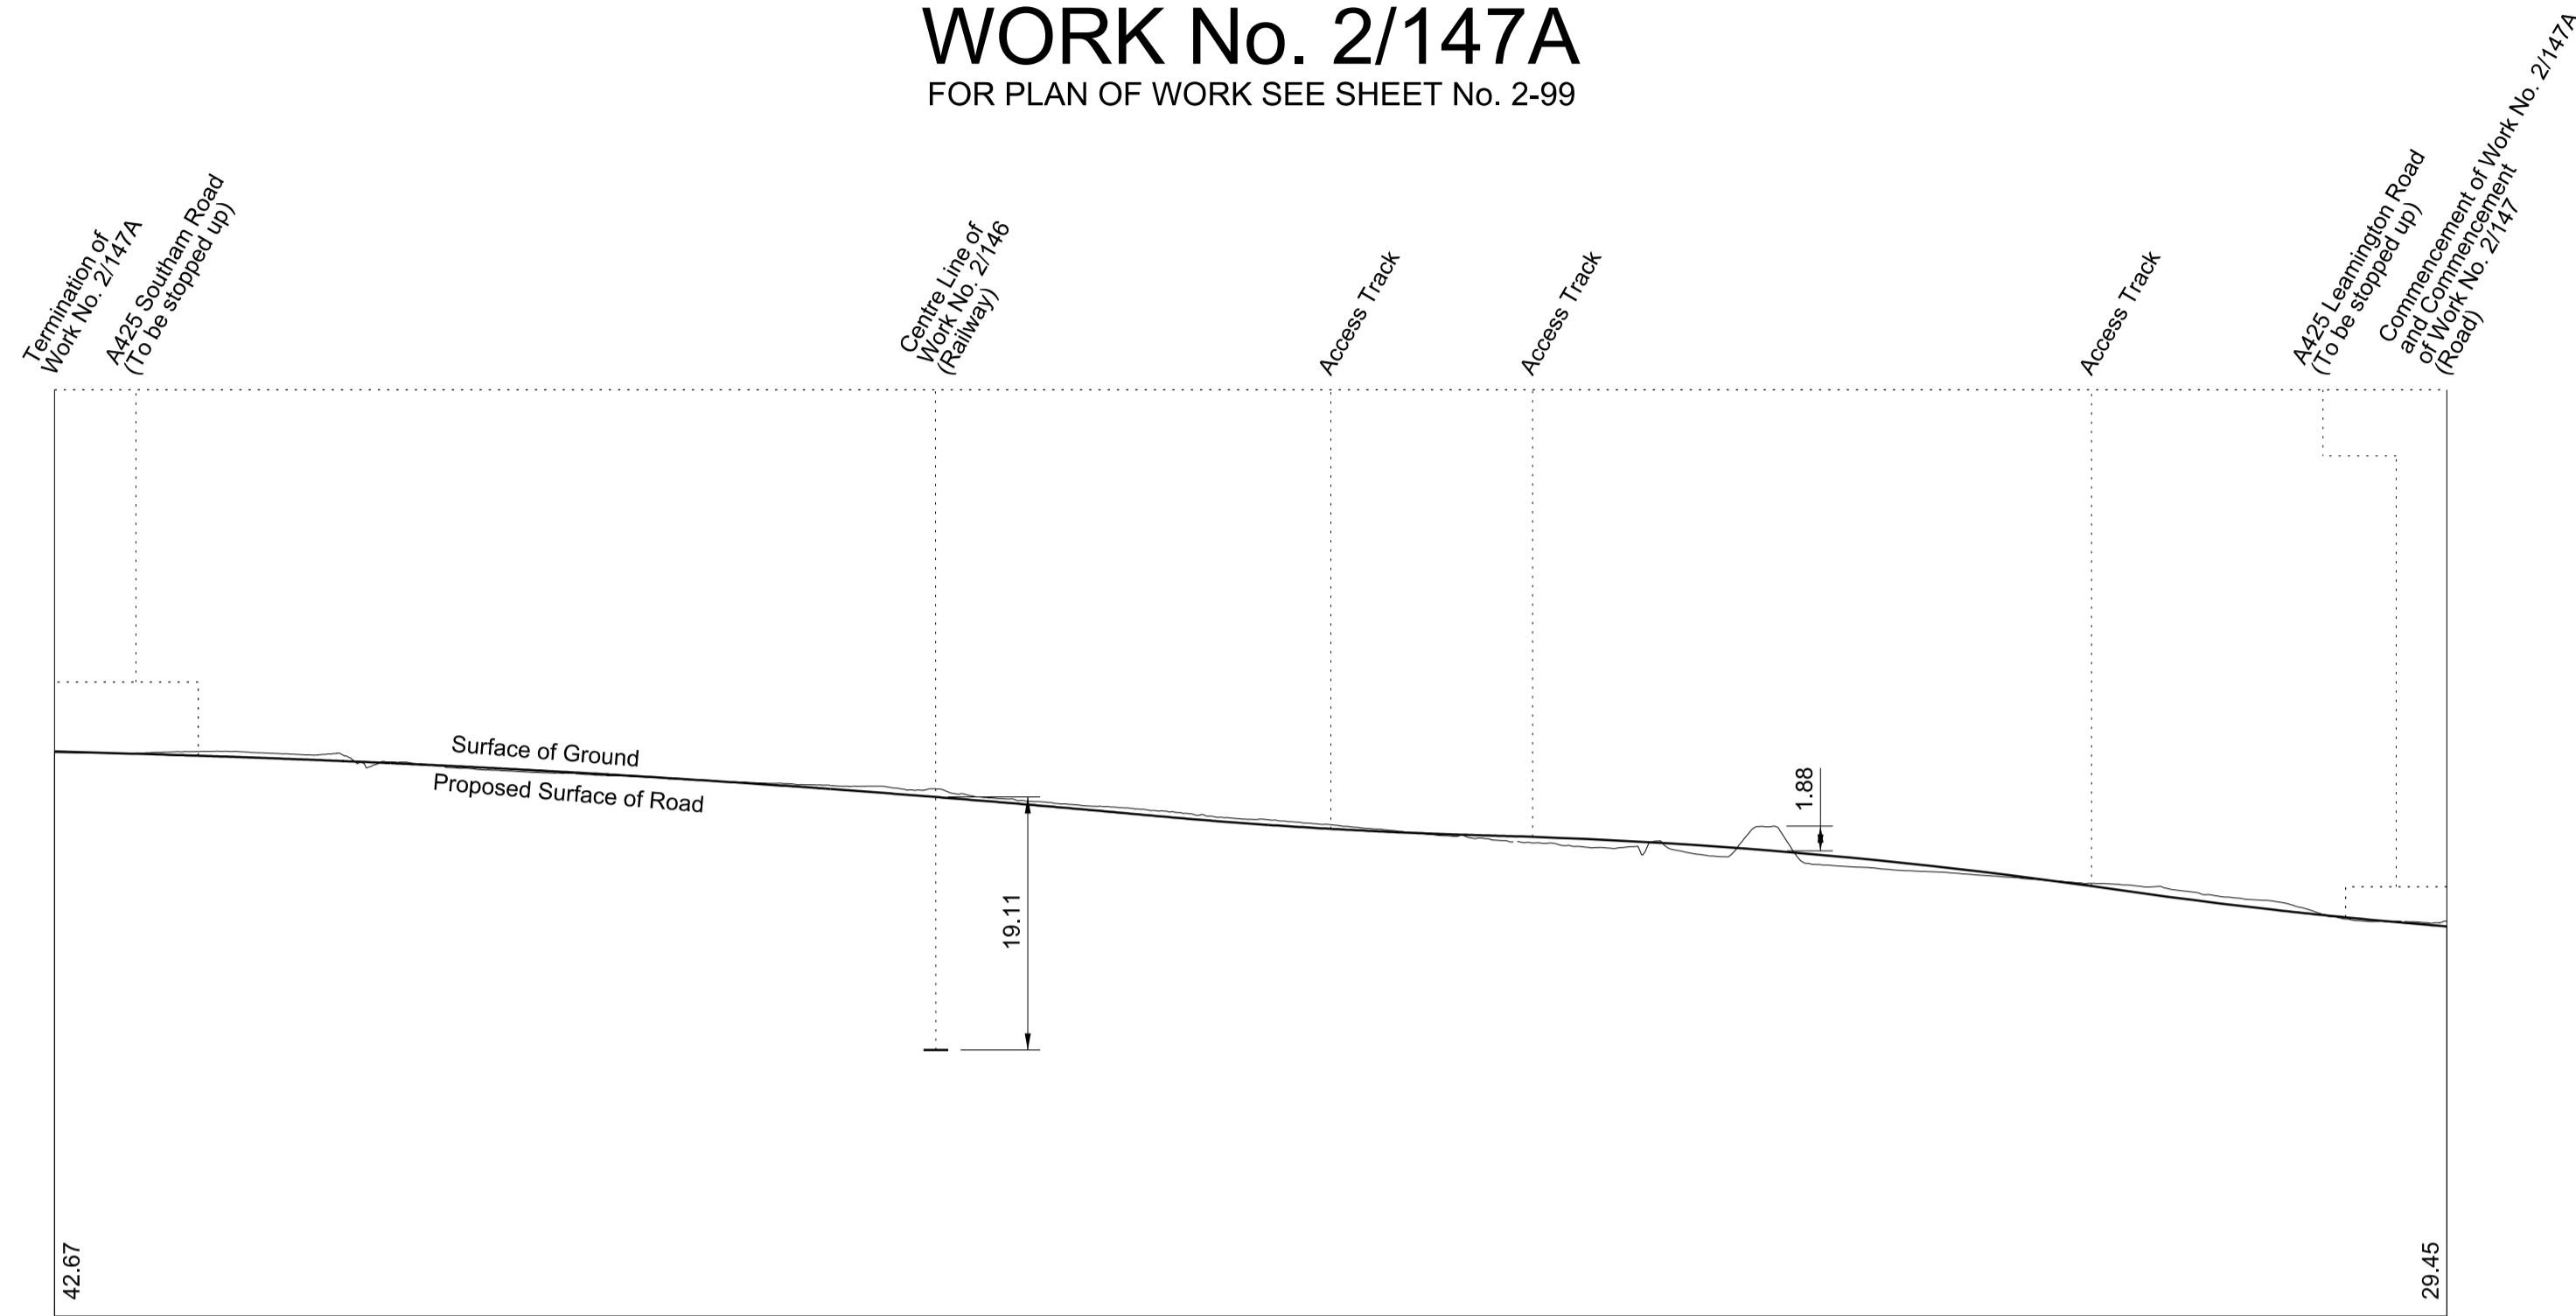 WORK No. 2/147A
FOR PLAN OF WORK SEE SHEET No. 2-99
Termination of
Work No. 2/147A
A425 Southam Road
(To be stopped up)
Centre Line of
Work No. 2/146
(Railway)
Access Track
Access Track
Access Track
A425 Leamington Road
(To be stopped up)
Commencement of Work No. 2/147A
and Commencement
of Work No. 2/147
(Road)
Surface of Ground
Proposed Surface of Road
1.88
19.11
42.67
29.45